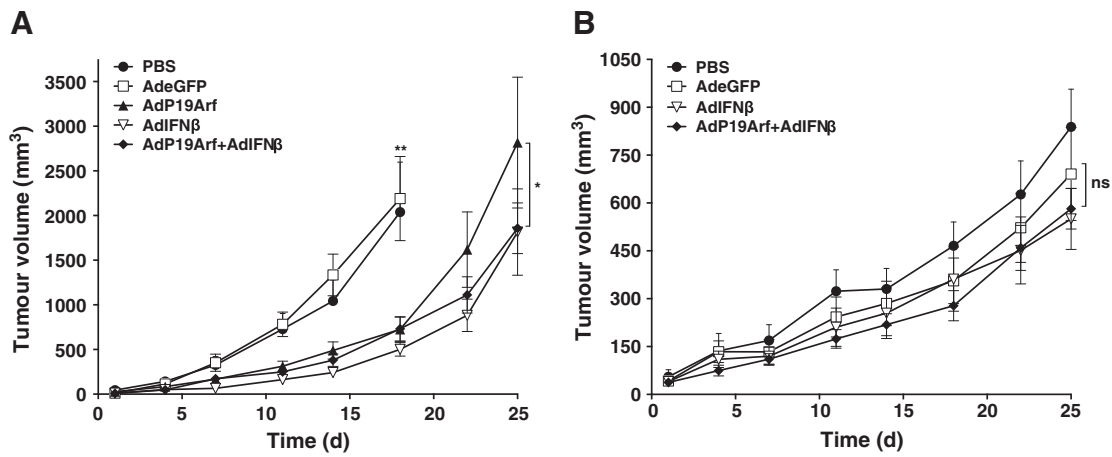 A
Tumour volume (mm³)
3500
3000
2500
2000
1500
1000
500
0
PBS
AdeGFP
AdP19Arf
AdIFNβ
AdP19Arf+AdIFNβ
**
*
0 5 10 15 20 25
Time (d)
B
Tumour volume (mm³)
1050
900
750
600
450
300
150
0
PBS
AdeGFP
AdIFNβ
AdP19Arf+AdIFNβ
ns
0 5 10 15 20 25
Time (d)